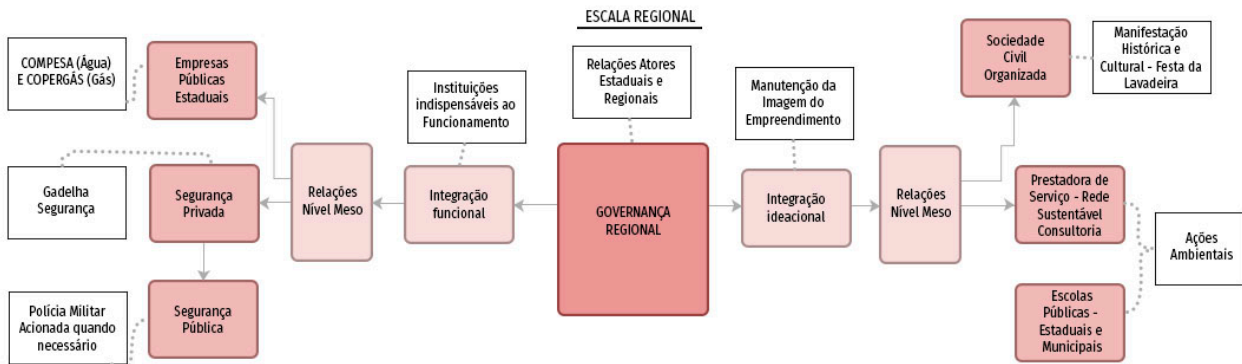 ESCALA REGIONAL
COMPESA (Água)
E COPERGÁS (Gás)
Empresas
Públicas
Estaduais
Instituições
indispensáveis ao
Funcionamento
Relações Atores
Estaduais e
Regionais
Manutenção da
Imagem do
Empreendimento
Sociedade
Civil
Organizada
Manifestação
Histórica e
Cultural - Festa da
Lavadeira
Gadelha
Segurança
Segurança
Privada
Relações
Nível Meso
Integração
funcional
GOVERNANÇA
REGIONAL
Integração
ideacional
Relações
Nível Meso
Prestadora de
Serviço - Rede
Sustentável
Consultoria
Ações
Ambientais
Polícia Militar
Acionada quando
necessário
Segurança
Pública
Escolas
Públicas -
Estaduais e
Municipais